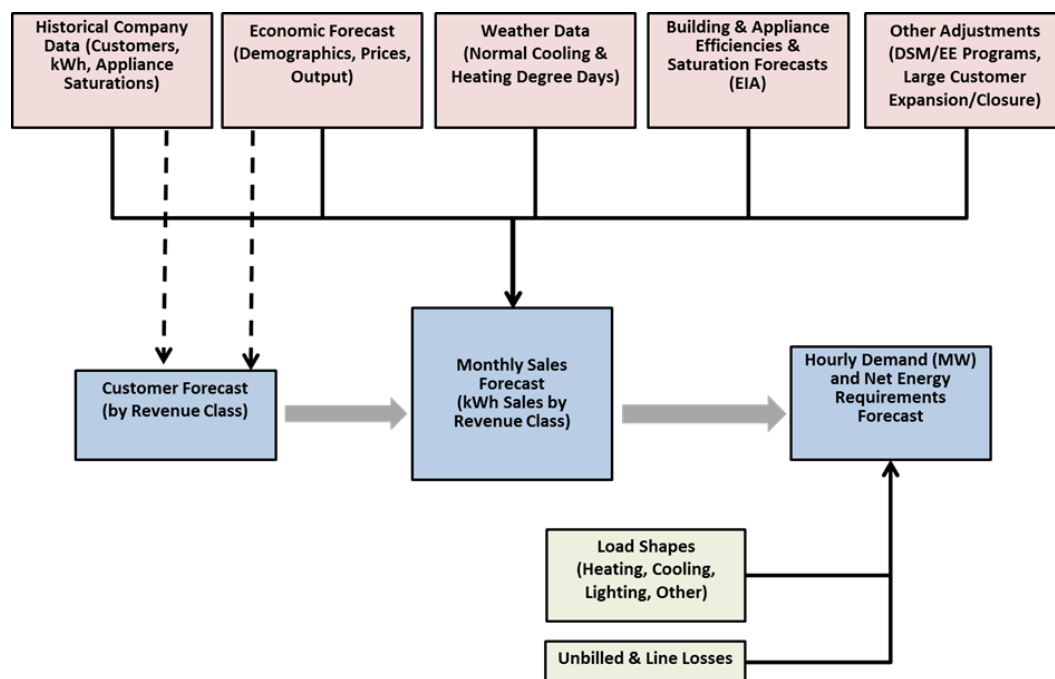 Historical Company
Data (Customers,
kWh, Appliance
Saturations)
Economic Forecast
(Demographics, Prices,
Output)
Weather Data
(Normal Cooling &
Heating Degree Days)
Building & Appliance
Efficiencies &
Saturation Forecasts
(EIA)
Other Adjustments
(DSM/EE Programs,
Large Customer
Expansion/Closure)
Customer Forecast
(by Revenue Class)
Monthly Sales
Forecast
(kWh Sales by
Revenue Class)
Hourly Demand (MW)
and Net Energy
Requirements
Forecast
Load Shapes
(Heating, Cooling,
Lighting, Other)
Unbilled & Line Losses